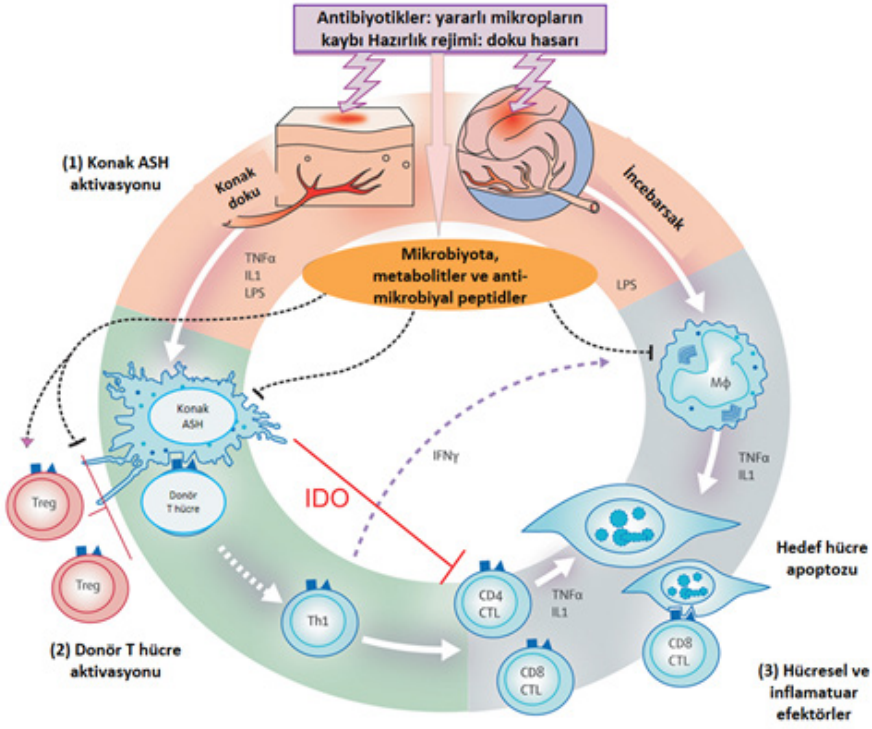 Antibiyotikler: yararlı mikropların
kaybı Hazırlık rejimi: doku hasarı
(1) Konak ASH
aktivasyonu
Konak
doku
İncebarsak
TNFα
IL1
LPS
Mikrobiyota,
metabolitler ve anti-
mikrobiyal peptidler
LPS
Mϕ
Konak
ASH
IFNγ
TNFα
IL1
Treg
Donör
T hücre
IDO
Hedef hücre
apoptozu
Treg
Th1
CD4
CTL
TNFα
IL1
CD8
CTL
CD8
CTL
(2) Donör T hücre
aktivasyonu
(3) Hücresel ve
inflamatuar
efektörler